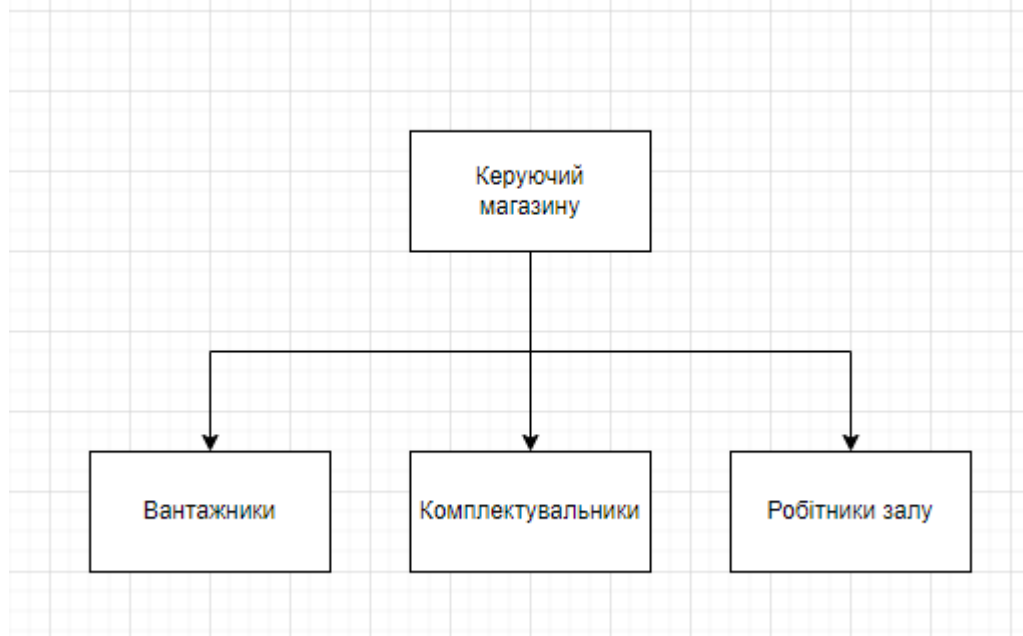 Керуючий
магазину
Вантажники
Комплектувальники
Робітники залу